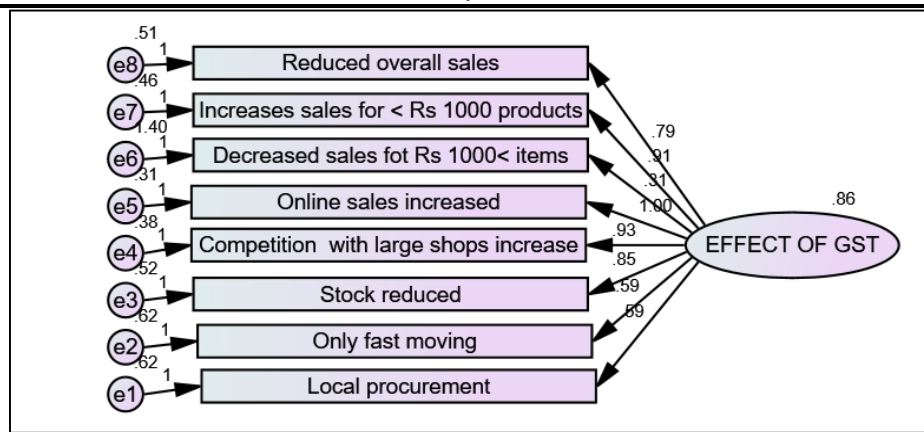 .51
e8 1 Reduced overall sales
.46
e7 1 Increases sales for < Rs 1000 products
1.40
e6 1 Decreased sales fot Rs 1000< items
.31
e5 1 Online sales increased
.38
e4 1 Competition with large shops increase
.52
e3 1 Stock reduced
.62
e2 1 Only fast moving
.62
e1 1 Local procurement
.79
.91
.31
1.00
.93
.85
.59
.59
.86
EFFECT OF GST